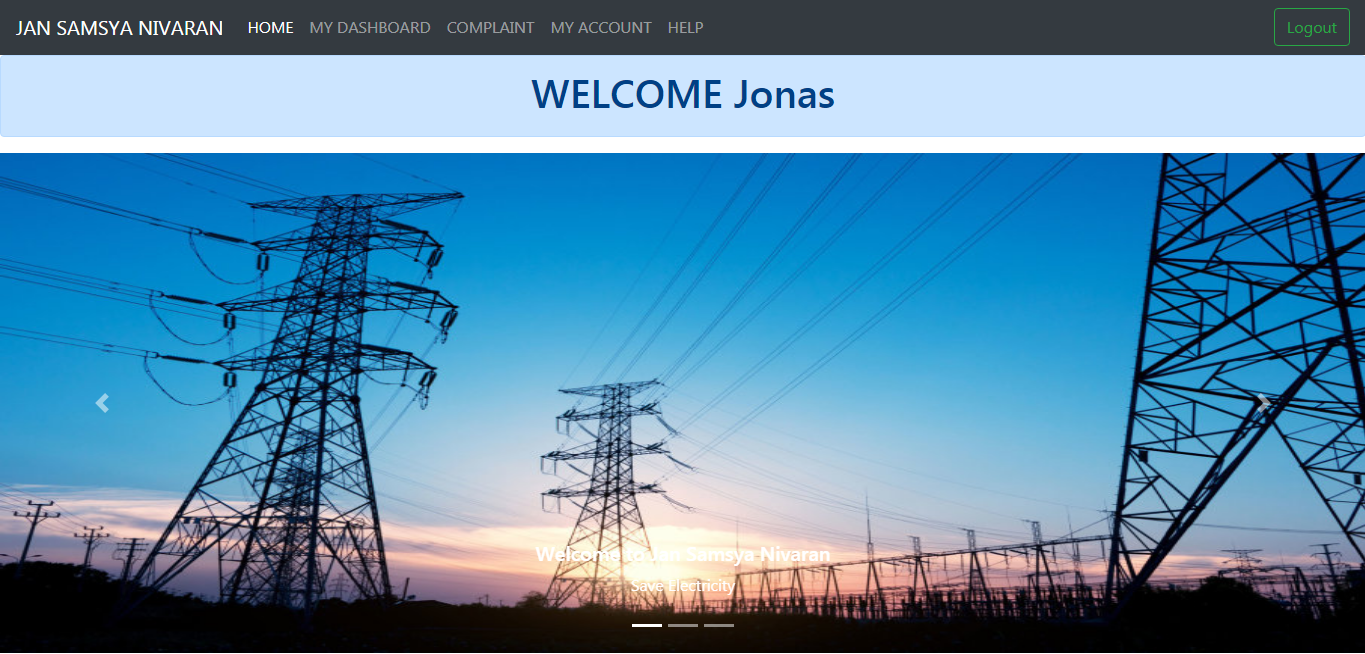 JAN SAMSYA NIVARAN HOME MY DASHBOARD COMPLAINT MY ACCOUNT HELP Logout
WELCOME Jonas
Welcome to Jan Samsya Nivaran
Save Electricity